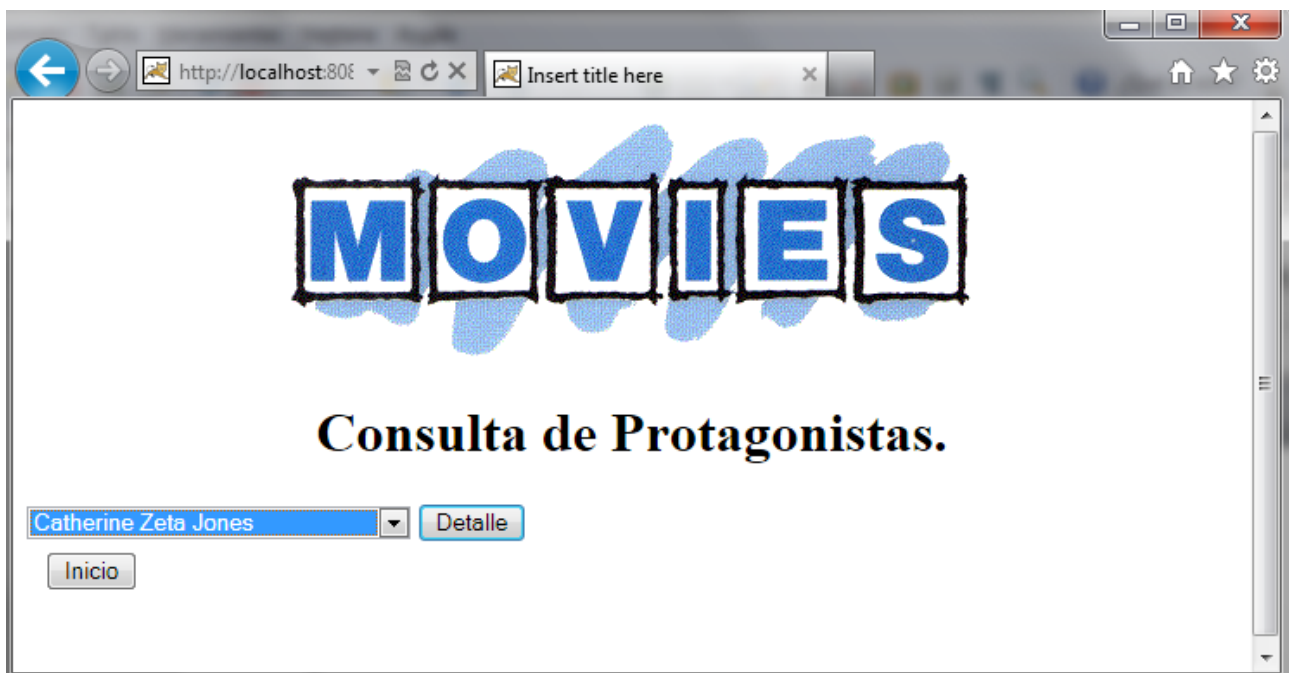 http://localhost:808
Insert title here
MOVIES
Consulta de Protagonistas.
Catherine Zeta Jones
Detalle
Inicio